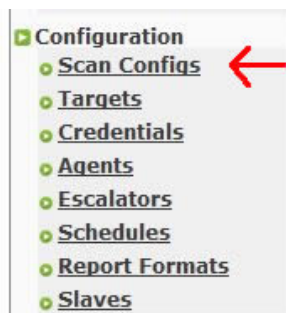 Configuration
Scan Configs
Targets
Credentials
Agents
Escalators
Schedules
Report Formats
Slaves